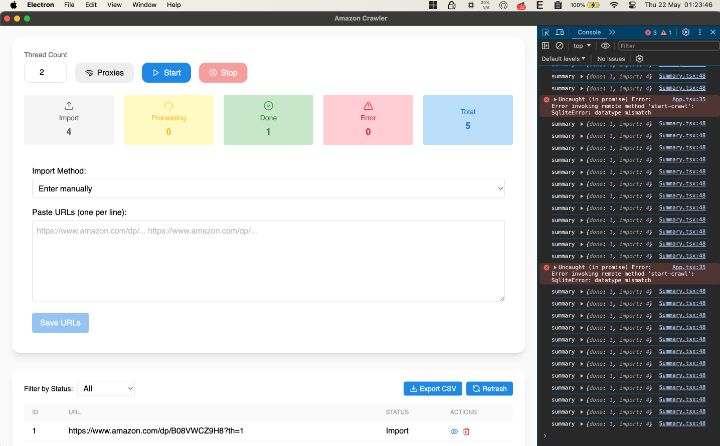 Electron File Edit View Window Help 100% Thu 22 May 01:23:46
Amazon Crawler
Thread Count
2 Proxies Start Stop
Import Processing Done Error Total
4 0 1 0 5
Import Method:
Enter manually
Paste URLs (one per line):
https://www.amazon.com/dp/... https://www.amazon.com/dp/...
Save URLs
Filter by Status: All Export CSV Refresh
ID URL STATUS ACTIONS
1 https://www.amazon.com/dp/B08VWCZ9H8?th=1 Import
Console 3 1
top Filter
Default levels No Issues
summary {done: 1, import: 4} Summary.tsx:48
summary {done: 1, import: 4} Summary.tsx:48
Uncaught (in promise) Error: App.tsx:35
Error invoking remote method 'start-crawl':
SqliteError: datatype mismatch
summary {done: 1, import: 4} Summary.tsx:48
summary {done: 1, import: 4} Summary.tsx:48
summary {done: 1, import: 4} Summary.tsx:48
summary {done: 1, import: 4} Summary.tsx:48
summary {done: 1, import: 4} Summary.tsx:48
summary {done: 1, import: 4} Summary.tsx:48
summary {done: 1, import: 4} Summary.tsx:48
summary {done: 1, import: 4} Summary.tsx:48
summary {done: 1, import: 4} Summary.tsx:48
summary {done: 1, import: 4} Summary.tsx:48
summary {done: 1, import: 4} Summary.tsx:48
summary {done: 1, import: 4} Summary.tsx:48
Uncaught (in promise) Error: App.tsx:35
Error invoking remote method 'start-crawl':
SqliteError: datatype mismatch
summary {done: 1, import: 4} Summary.tsx:48
summary {done: 1, import: 4} Summary.tsx:48
summary {done: 1, import: 4} Summary.tsx:48
summary {done: 1, import: 4} Summary.tsx:48
summary {done: 1, import: 4} Summary.tsx:48
summary {done: 1, import: 4} Summary.tsx:48
summary {done: 1, import: 4} Summary.tsx:48
summary {done: 1, import: 4} Summary.tsx:48
summary {done: 1, import: 4} Summary.tsx:48
summary {done: 1, import: 4} Summary.tsx:48
summary {done: 1, import: 4} Summary.tsx:48
summary {done: 1, import: 4} Summary.tsx:48